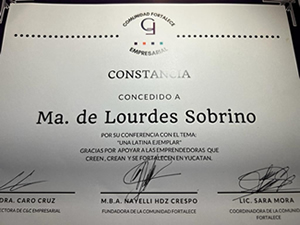 COMUNIDAD FORTALECE
EMPRESARIAL
CONSTANCIA
CONCEDIDO A
Ma. de Lourdes Sobrino
POR SU CONFERENCIA CON EL TEMA:
"UNA LATINA EJEMPLAR"
GRACIAS POR APOYAR A LAS EMPRENDEDORAS QUE
CREEN, CREAN Y SE FORTALECEN EN YUCATAN.
DRA. CARO CRUZ
DIRECTORA DE C&C EMPRESARIAL
M.B.A. NAYELLI HDZ CRESPO
FUNDADORA DE LA COMUNIDAD FORTALECE
LIC. SARA MORA
COORDINADORA DE LA COMUNIDAD
FORTALECE